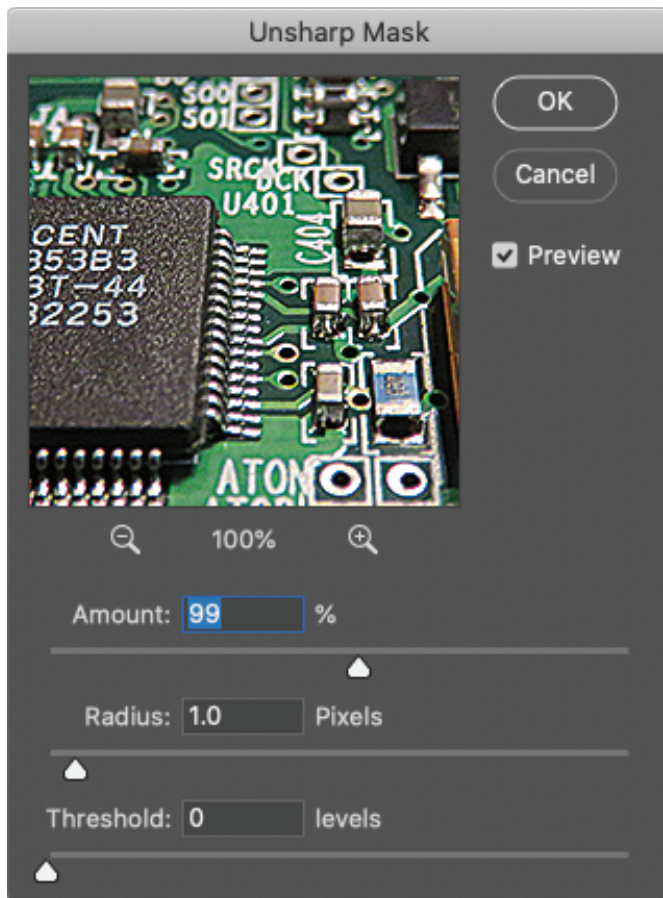 Unsharp Mask
OK
Cancel
Preview
S00
S01
SRCK
DCK
U401
C404
CENT
353B3
3T-44
32253
ATON
100%
Amount: 99 %
Radius: 1.0 Pixels
Threshold: 0 levels